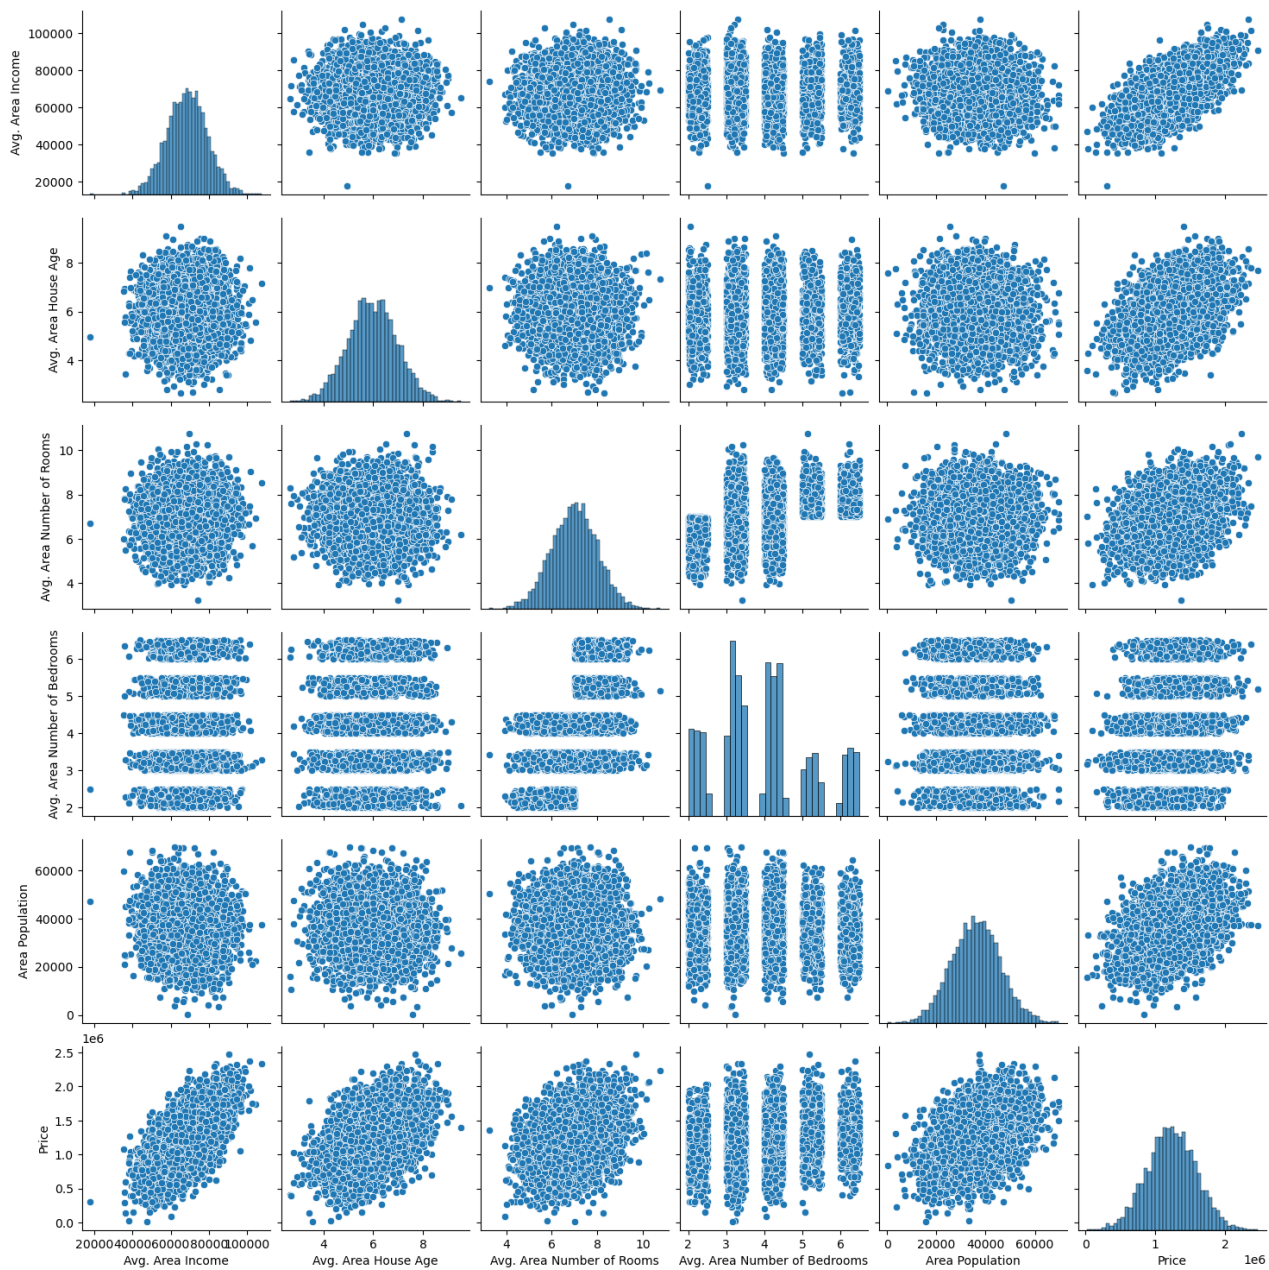 100000
80000
60000
40000
20000
Avg. Area Income
8
6
4
Avg. Area House Age
10
8
6
4
Avg. Area Number of Rooms
6
5
4
3
2
Avg. Area Number of Bedrooms
60000
40000
20000
0
Area Population
1e6
2.5
2.0
1.5
1.0
0.5
0.0
Price
20000 40000 60000 80000 100000
Avg. Area Income
4 6 8
Avg. Area House Age
4 6 8 10
Avg. Area Number of Rooms
2 3 4 5 6
Avg. Area Number of Bedrooms
0 20000 40000 60000
Area Population
0 1 2
Price
1e6